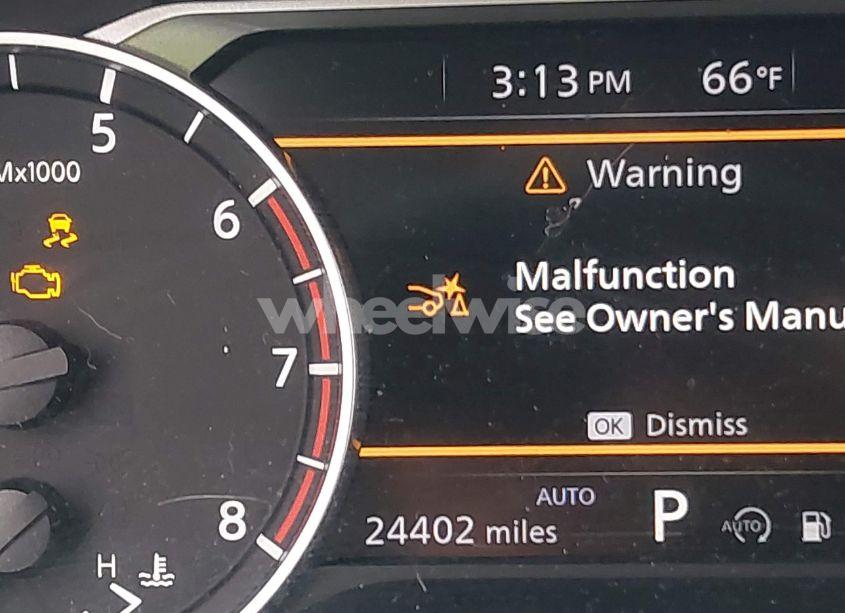 3:13 PM 66°F
5
Mx1000
Warning
6
Malfunction
See Owner's Manu
wheelwise
7
OK Dismiss
8
AUTO
24402 miles P AUTO
H